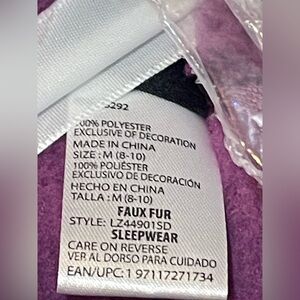 292
100% POLYESTER
EXCLUSIVE OF DECORATION
MADE IN CHINA
SIZE : M (8-10)
100% POLIÉSTER
EXCLUSIVO DE DECORACIÓN
HECHO EN CHINA
TALLA : M (8-10)
FAUX FUR
STYLE: LZ44901SD
SLEEPWEAR
CARE ON REVERSE
VER AL DORSO PARA CUIDADO
EAN/UPC: 1 97117271734